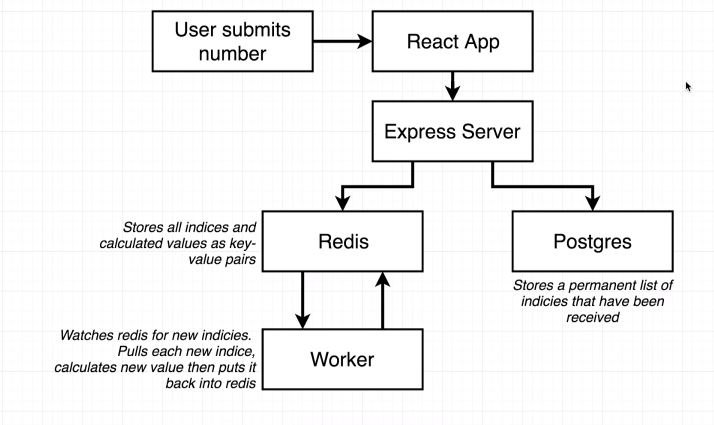 User submits
number
React App
Express Server
Stores all indices and
calculated values as key-
value pairs
Redis
Postgres
Stores a permanent list of
indicies that have been
received
Watches redis for new indicies.
Pulls each new indice,
calculates new value then puts it
back into redis
Worker